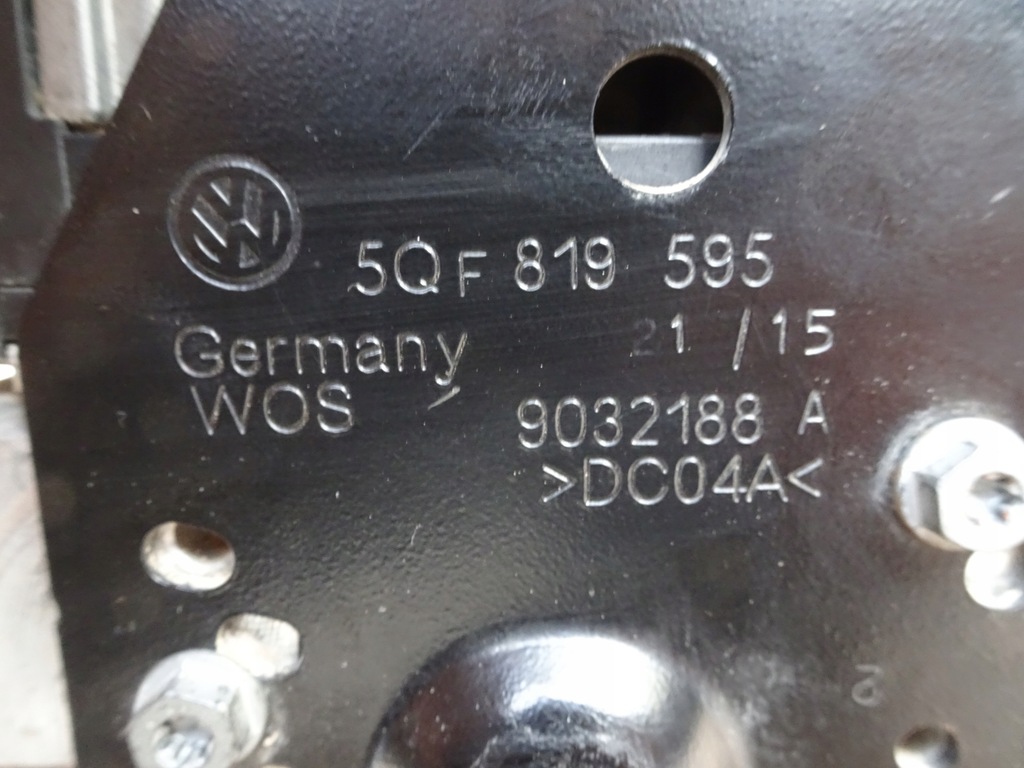 5QF 819 595
Germany 21 /15
WOS 9032188 A
>DC04A<